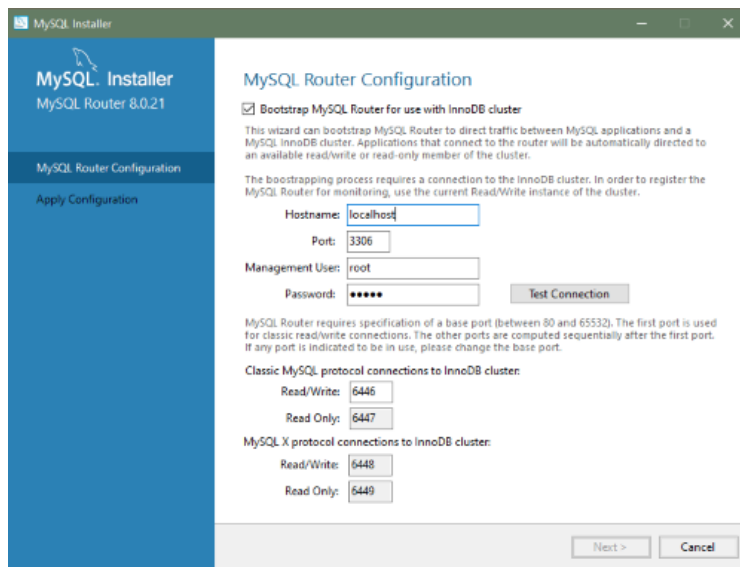 MySQL Installer
MySQL. Installer
MySQL Router 8.0.21
MySQL Router Configuration
Apply Configuration
MySQL Router Configuration
Bootstrap MySQL Router for use with InnoDB cluster
This wizard can bootstrap MySQL Router to direct traffic between MySQL applications and a
MySQL InnoDB cluster. Applications that connect to the router will be automatically directed to
an available read/write or read-only member of the cluster.
The boostrapping process requires a connection to the InnoDB cluster. In order to register the
MySQL Router for monitoring, use the current Read/Write instance of the cluster.
Hostname: localhost
Port: 3306
Management User: root
Password: •••••
Test Connection
MySQL Router requires specification of a base port (between 80 and 65532). The first port is used
for classic read/write connections. The other ports are computed sequentially after the first port.
If any port is indicated to be in use, please change the base port.
Classic MySQL protocol connections to InnoDB cluster:
Read/Write: 6446
Read Only: 6447
MySQL X protocol connections to InnoDB cluster:
Read/Write: 6448
Read Only: 6449
Next >
Cancel